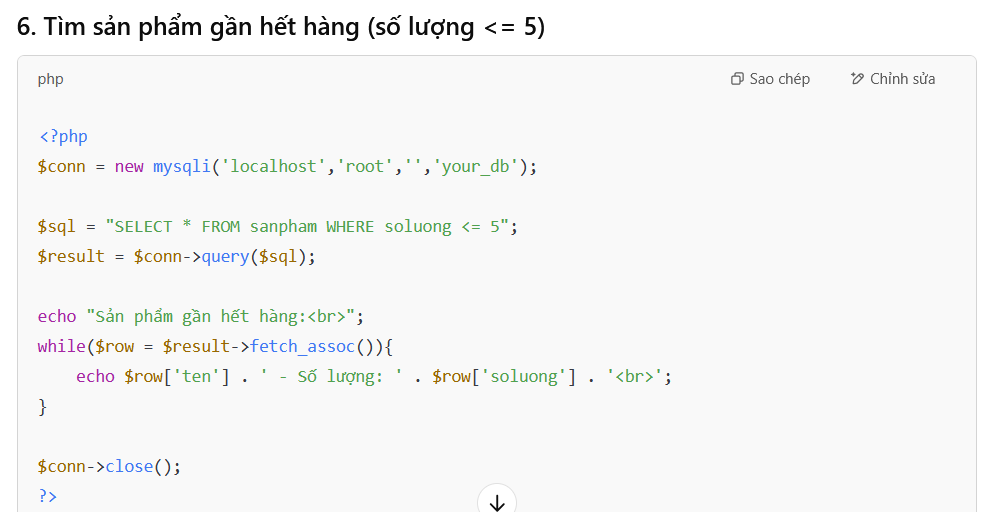 6. Tìm sản phẩm gần hết hàng (số lượng <= 5)
php
Sao chép
Chỉnh sửa
<?php
$conn = new mysqli('localhost','root','','your_db');
$sql = "SELECT * FROM sanpham WHERE soluong <= 5";
$result = $conn->query($sql);
echo "Sản phẩm gần hết hàng:<br>";
while($row = $result->fetch_assoc()){
    echo $row['ten'] . ' - Số lượng: ' . $row['soluong'] . '<br>';
}
$conn->close();
?>